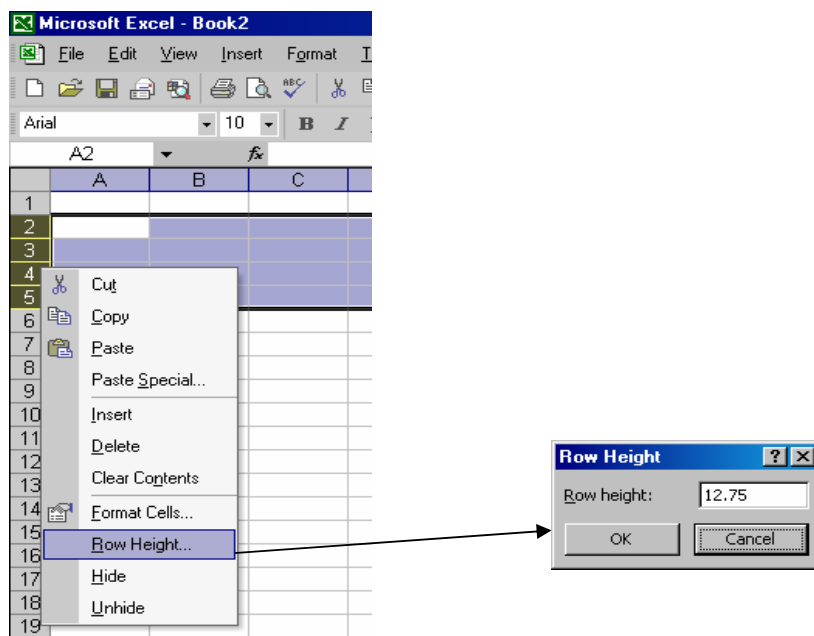 Microsoft Excel - Book2
File Edit View Insert Format T
ABC
Arial 10 B I
A2 fx
A B C
1
2
3
4
5
6
7
8
9
10
11
12
13
14
15
16
17
18
19
Cut
Copy
Paste
Paste Special...
Insert
Delete
Clear Contents
Format Cells...
Row Height...
Hide
Unhide
Row Height ? X
Row height: 12.75
OK Cancel